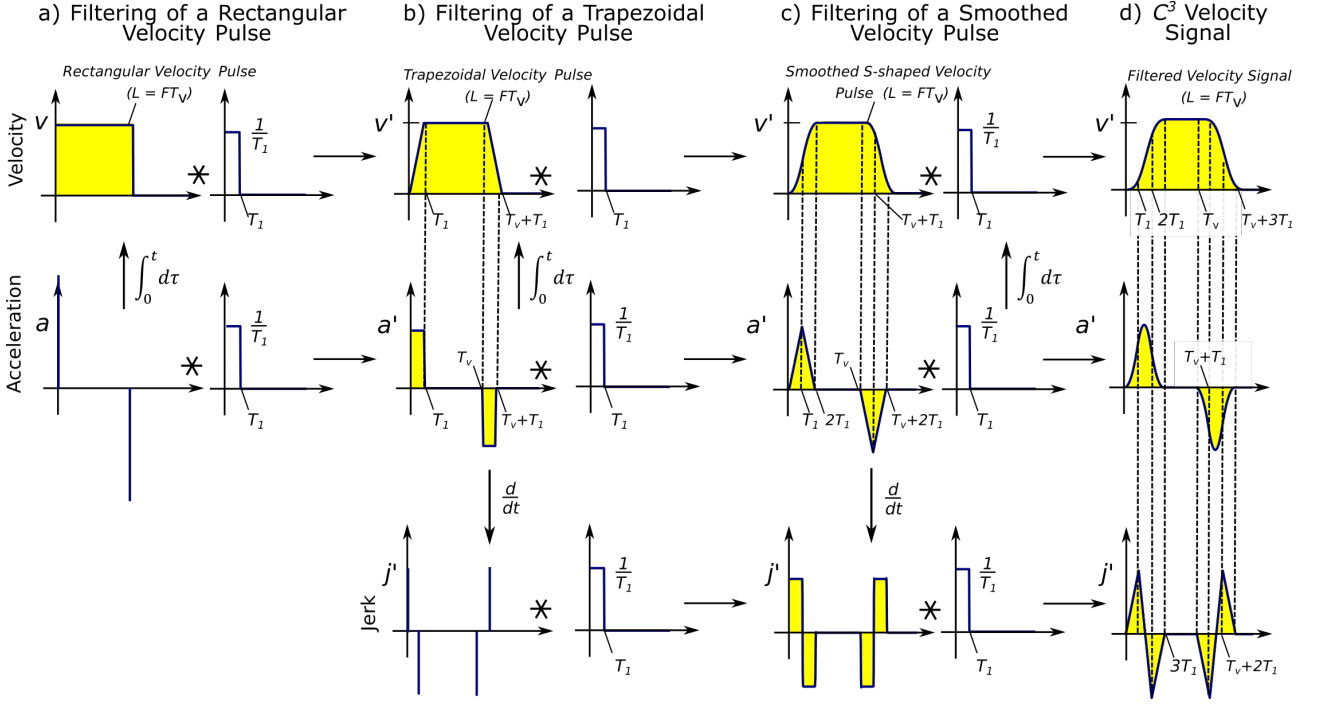 a) Filtering of a Rectangular
Velocity Pulse
b) Filtering of a Trapezoidal
Velocity Pulse
c) Filtering of a Smoothed
Velocity Pulse
d) C³ Velocity
Signal
Rectangular Velocity Pulse
(L = FTᵥ)
Trapezoidal Velocity Pulse
(L = FTᵥ)
Smoothed S-shaped Velocity
Pulse (L = FTᵥ)
Filtered Velocity Signal
(L = FTᵥ)
Velocity
v
*
1/T₁
T₁
v'
T₁
Tᵥ+T₁
*
T₁
Tᵥ+T₁
*
1/T₁
T₁
v'
T₁
2T₁
Tᵥ
Tᵥ+3T₁
∫₀ᵗ dτ
∫₀ᵗ dτ
∫₀ᵗ dτ
Acceleration
a
*
1/T₁
T₁
a'
Tᵥ
T₁
Tᵥ+T₁
*
1/T₁
T₁
a'
Tᵥ
T₁
2T₁
Tᵥ+2T₁
*
1/T₁
T₁
a'
Tᵥ+T₁
d/dt
d/dt
Jerk
j'
*
1/T₁
T₁
j'
*
1/T₁
T₁
j'
3T₁
Tᵥ+2T₁